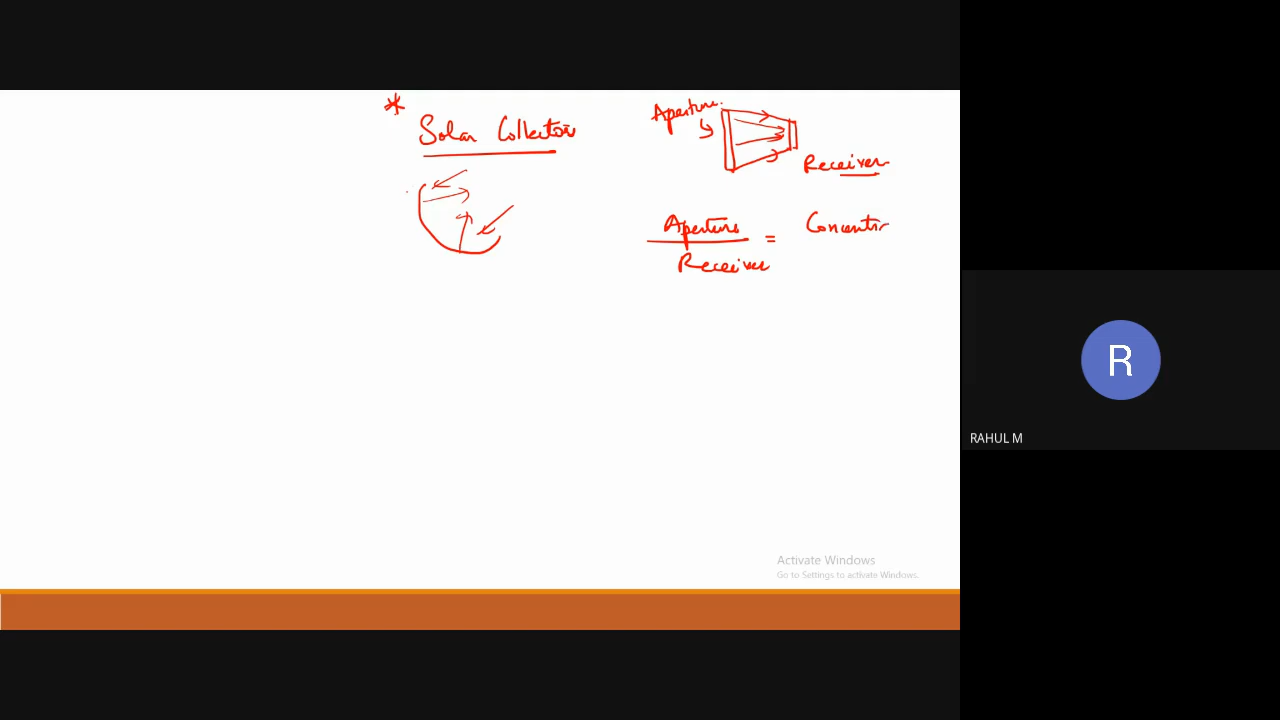 *
Solar Collector
Aperture
Receiver
Aperture
=
Concentr
Receiver
Activate Windows
Go to Settings to activate Windows.
R
RAHUL M